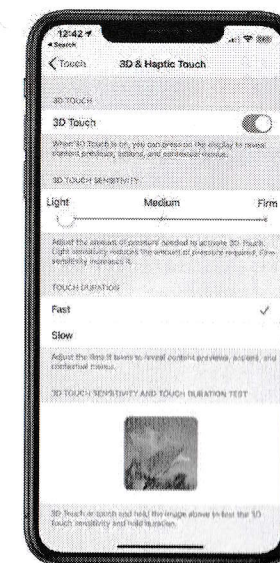 12:42
Search
Touch
3D & Haptic Touch
3D TOUCH
3D Touch
When 3D Touch is on, you can press on the display to reveal
content previews, actions, and contextual menus.
3D TOUCH SENSITIVITY
Light Medium Firm
Adjust the amount of pressure needed to activate 3D Touch.
Light sensitivity reduces the amount of pressure required; Firm
sensitivity increases it.
TOUCH DURATION
Fast
Slow
Adjust the time it takes to reveal content previews, actions, and
contextual menus.
3D TOUCH SENSITIVITY AND TOUCH DURATION TEST
3D Touch or touch and hold the image above to test the 3D
Touch sensitivity and hold duration.